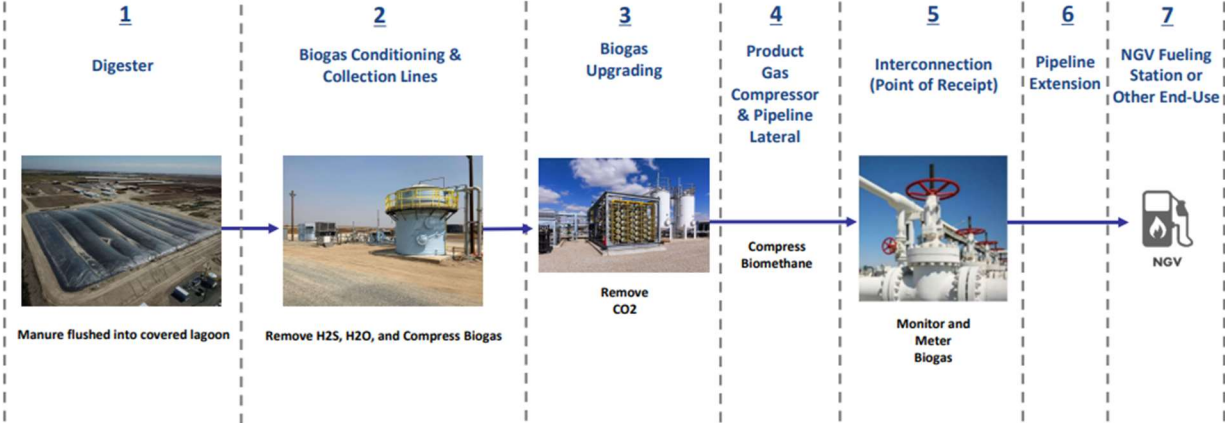 1
Digester
Manure flushed into covered lagoon
2
Biogas Conditioning &
Collection Lines
Remove H2S, H2O, and Compress Biogas
3
Biogas
Upgrading
Remove
CO2
4
Product
Gas
Compressor
& Pipeline
Lateral
Compress
Biomethane
5
Interconnection
(Point of Receipt)
Monitor and
Meter
Biogas
6
Pipeline
Extension
7
NGV Fueling
Station or
Other End-Use
NGV